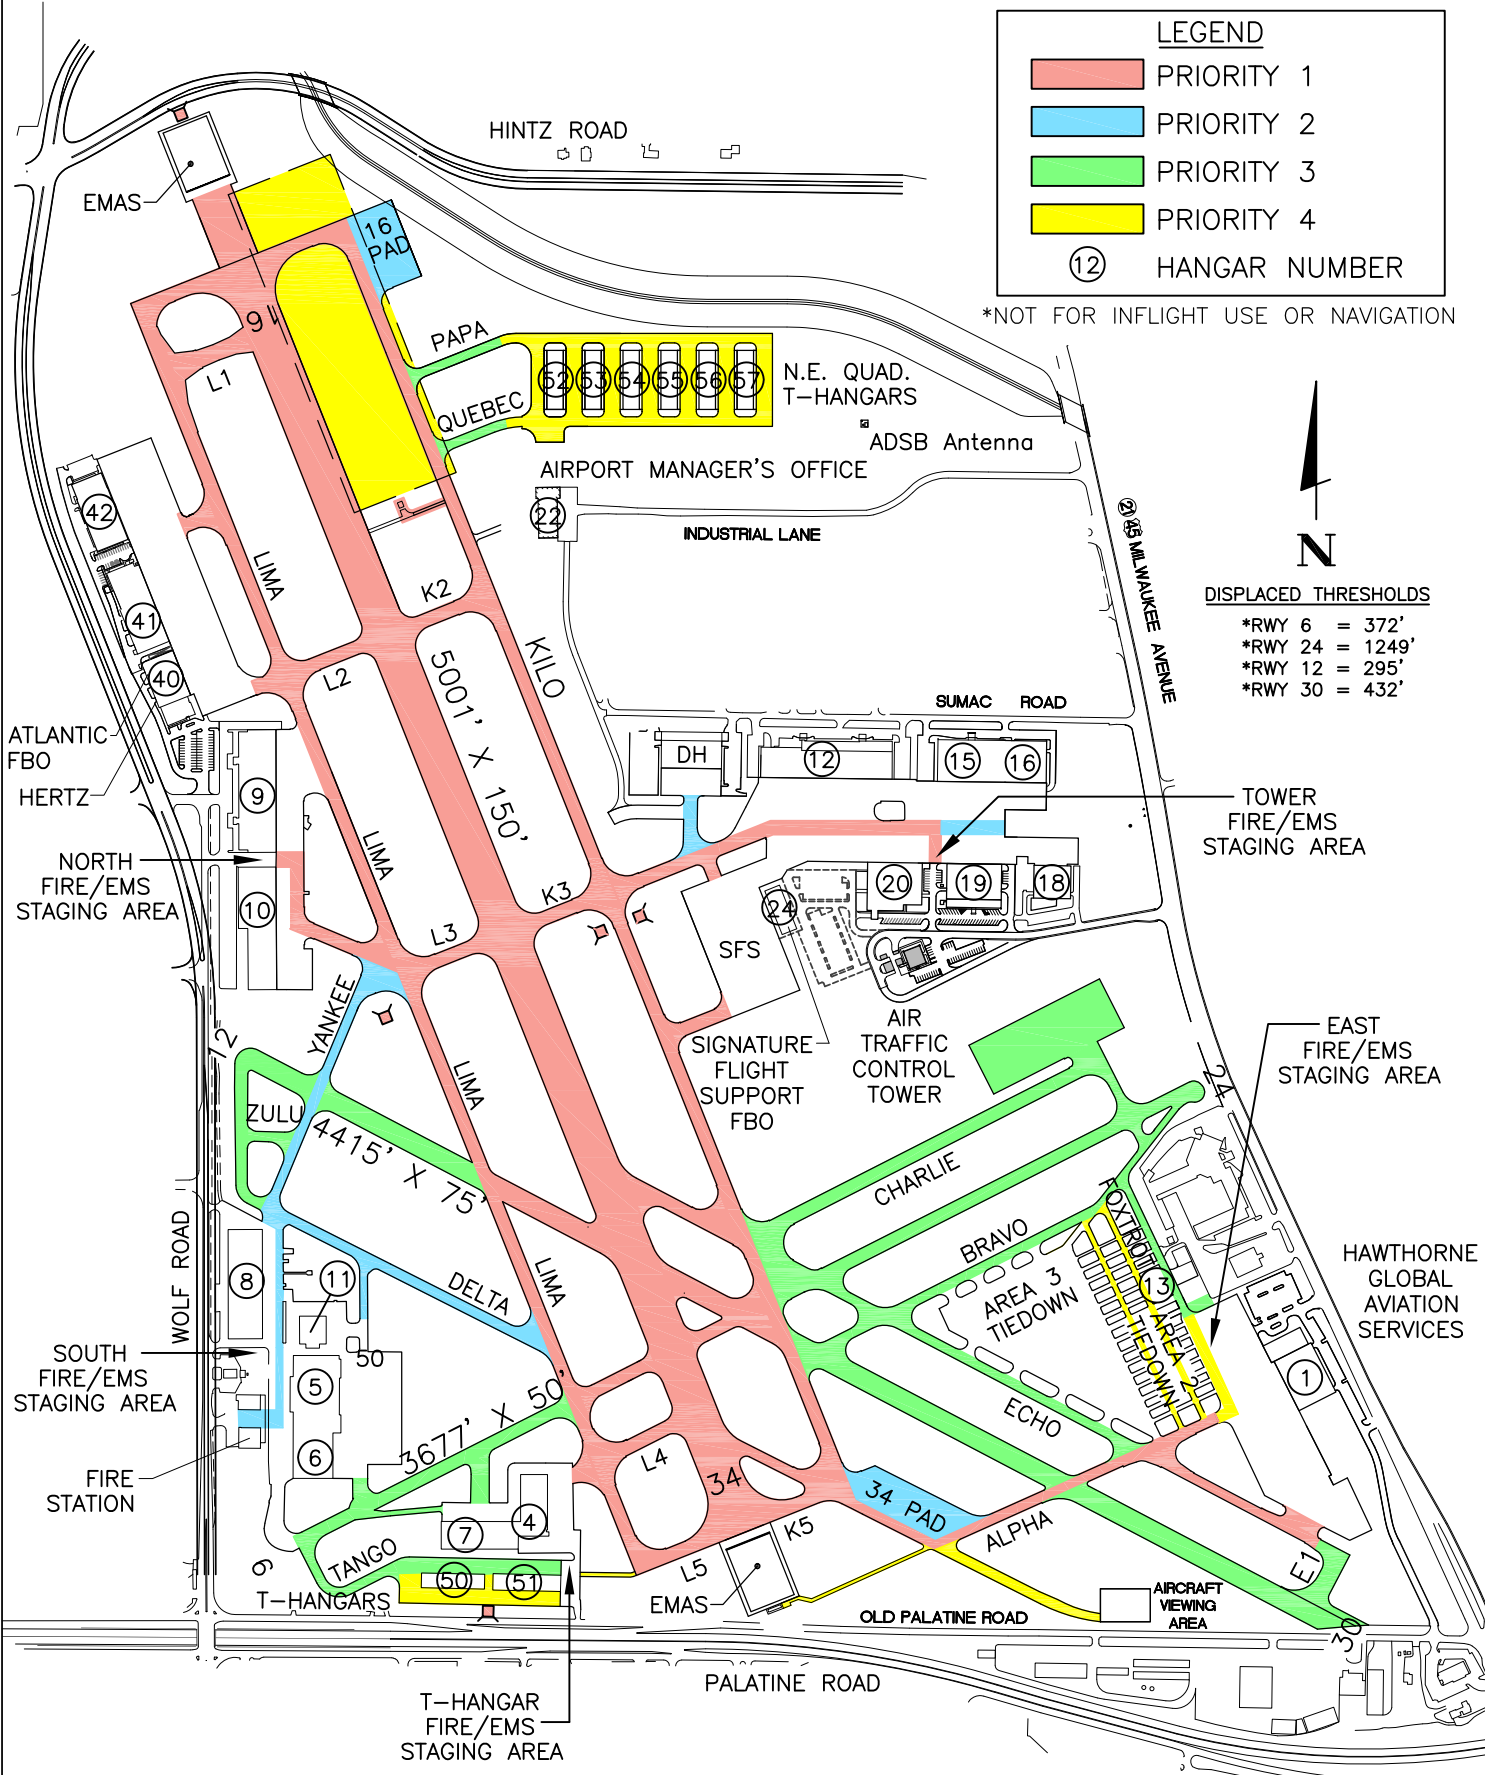 LEGEND
PRIORITY 1
PRIORITY 2
PRIORITY 3
PRIORITY 4
12 HANGAR NUMBER
*NOT FOR INFLIGHT USE OR NAVIGATION
HINTZ ROAD
EMAS
16
PAD
16
PAPA
QUEBEC
52 53 54 55 56 57
N.E. QUAD.
T-HANGARS
ADSB Antenna
AIRPORT MANAGER'S OFFICE
22
INDUSTRIAL LANE
21 45 MILWAUKEE AVENUE
N
DISPLACED THRESHOLDS
*RWY 6 = 372'
*RWY 24 = 1249'
*RWY 12 = 295'
*RWY 30 = 432'
L1
42
41
40
LIMA
K2
KILO
L2
5001' X 150'
ATLANTIC
FBO
HERTZ
9
SUMAC ROAD
DH
12
15
16
TOWER
FIRE/EMS
STAGING AREA
LIMA
NORTH
FIRE/EMS
STAGING AREA
10
K3
L3
20
19
18
24
SFS
YANKEE
12
SIGNATURE
FLIGHT
SUPPORT
FBO
AIR
TRAFFIC
CONTROL
TOWER
EAST
FIRE/EMS
STAGING AREA
24
LIMA
ZULU
4415' X 75'
CHARLIE
WOLF ROAD
BRAVO
FOXTROT
8
11
DELTA
LIMA
AREA 3
TIEDOWN
13
AREA 2
TIEDOWN
HAWTHORNE
GLOBAL
AVIATION
SERVICES
1
50
SOUTH
FIRE/EMS
STAGING AREA
5
6
3677' X 50'
ECHO
FIRE
STATION
L4
34
34 PAD
ALPHA
7
4
K5
TANGO
6
50
51
T-HANGARS
L5
EMAS
E1
30
AIRCRAFT
VIEWING
AREA
OLD PALATINE ROAD
PALATINE ROAD
T-HANGAR
FIRE/EMS
STAGING AREA